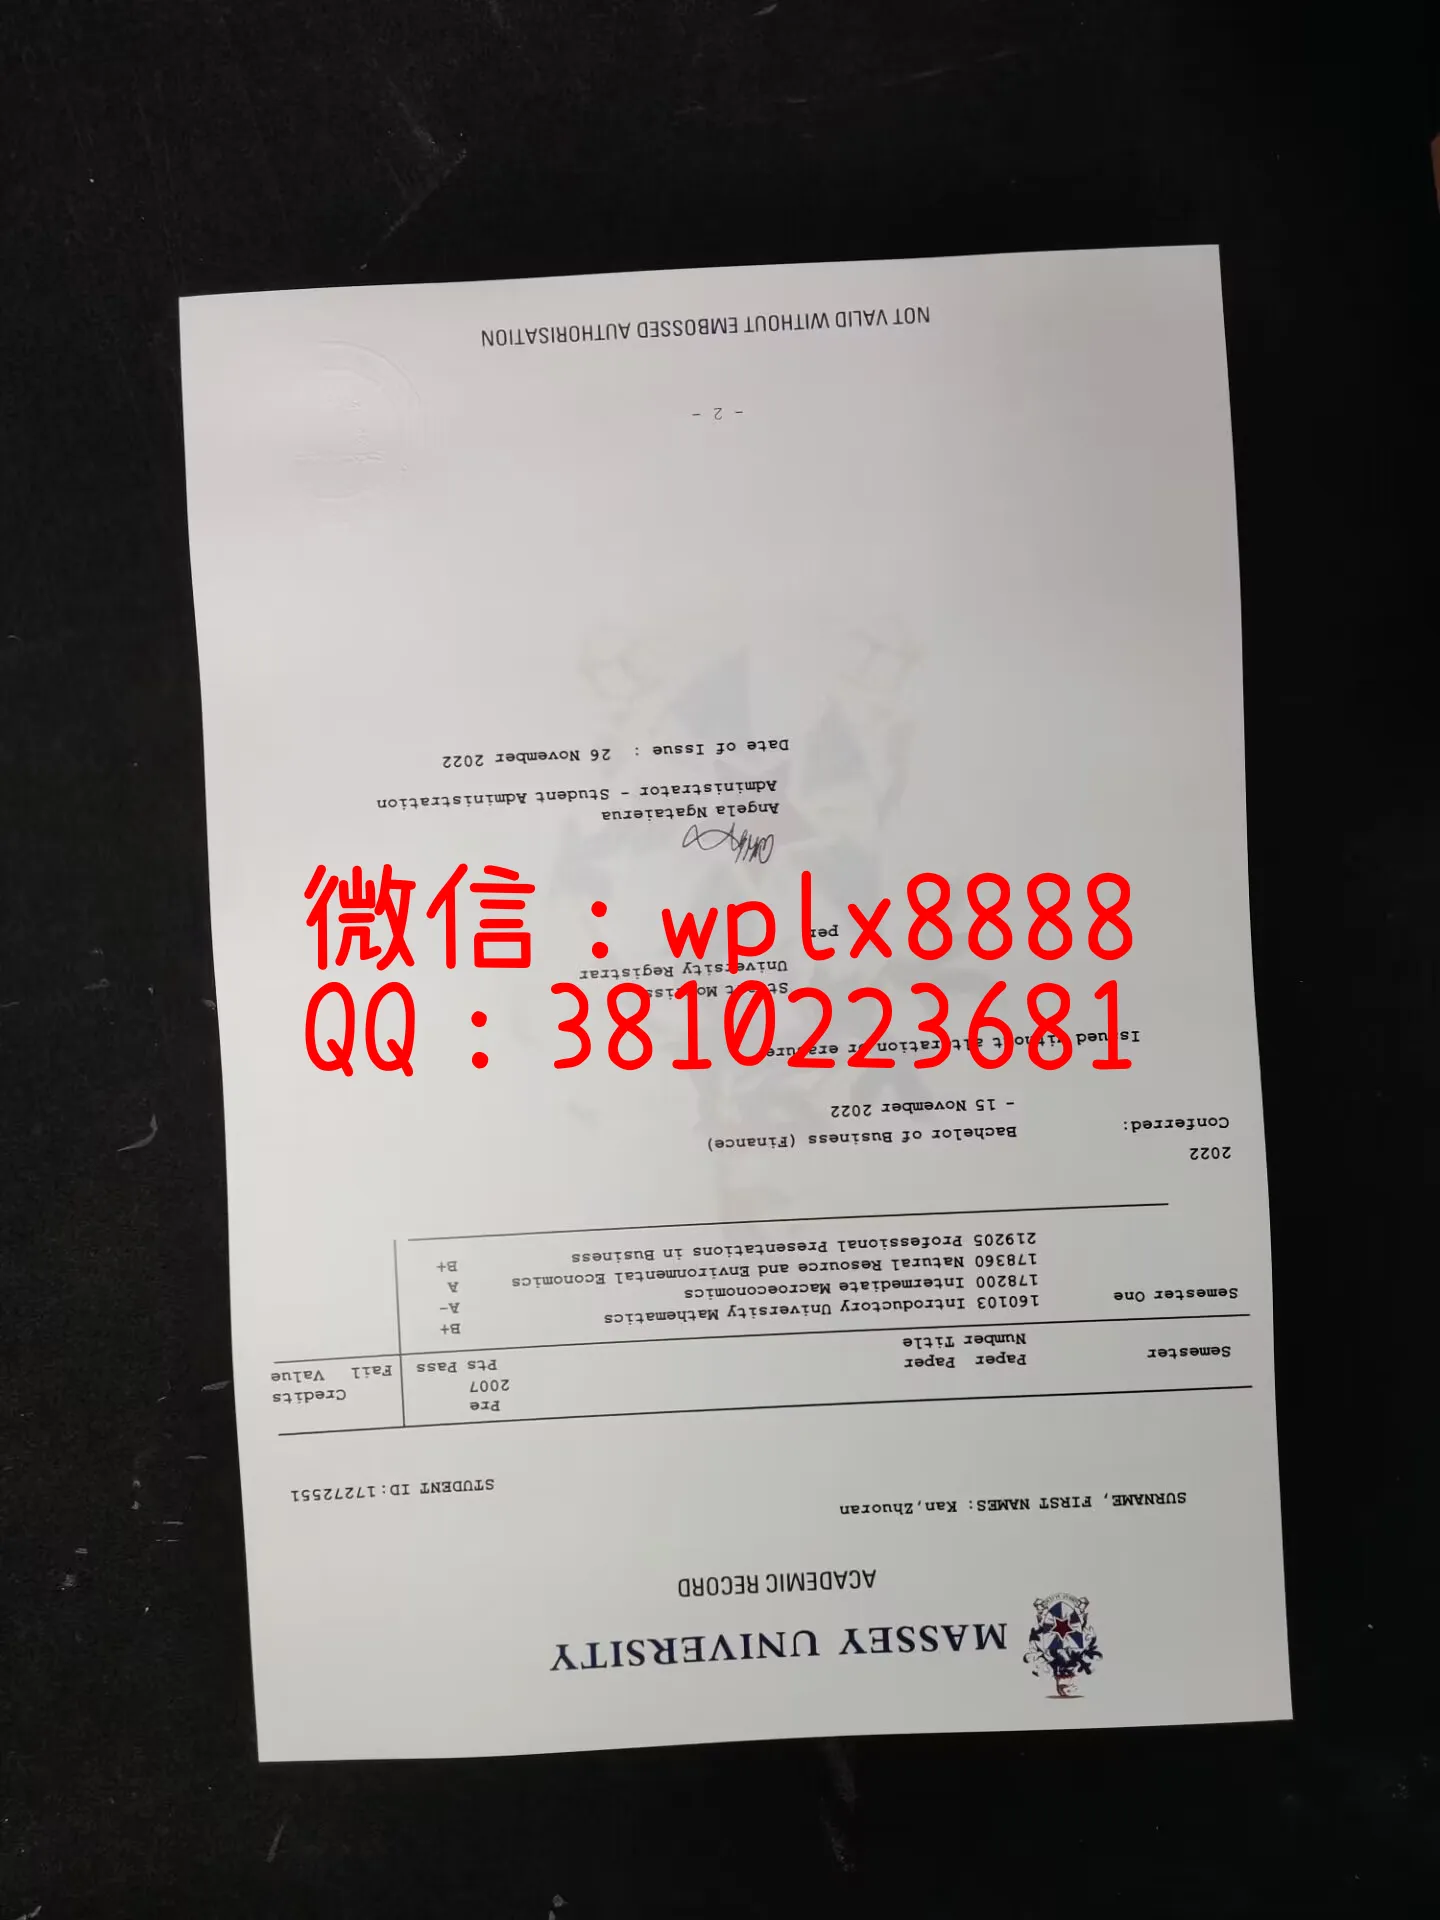 MASSEY UNIVERSITY
ACADEMIC RECORD
SURNAME, FIRST NAMES: Kan,Zhuoran
STUDENT ID:17272551
Pre
2007 Credits
Semester Paper Paper Pts Pass Fail Value
Number Title
Semester One 160103 Introductory University Mathematics B+
178200 Intermediate Macroeconomics A-
178360 Natural Resource and Environmental Economics A
219205 Professional Presentations in Business B+
2022
Conferred: Bachelor of Business (Finance)
- 15 November 2022
Issued without alteration or erasure
University Registrar
per
Angela Ngataierua
Administrator - Student Administration
Date of Issue : 26 November 2022
- 2 -
NOT VALID WITHOUT EMBOSSED AUTHORISATION
微信：wplx8888
QQ：3810223681